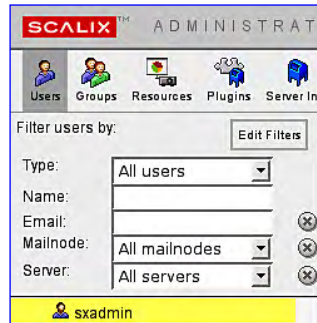 SCALIX™ ADMINISTRAT
Users Groups Resources Plugins Server In
Filter users by: Edit Filters
Type: All users
Name:
Email:
Mailnode: All mailnodes
Server: All servers
sxadmin